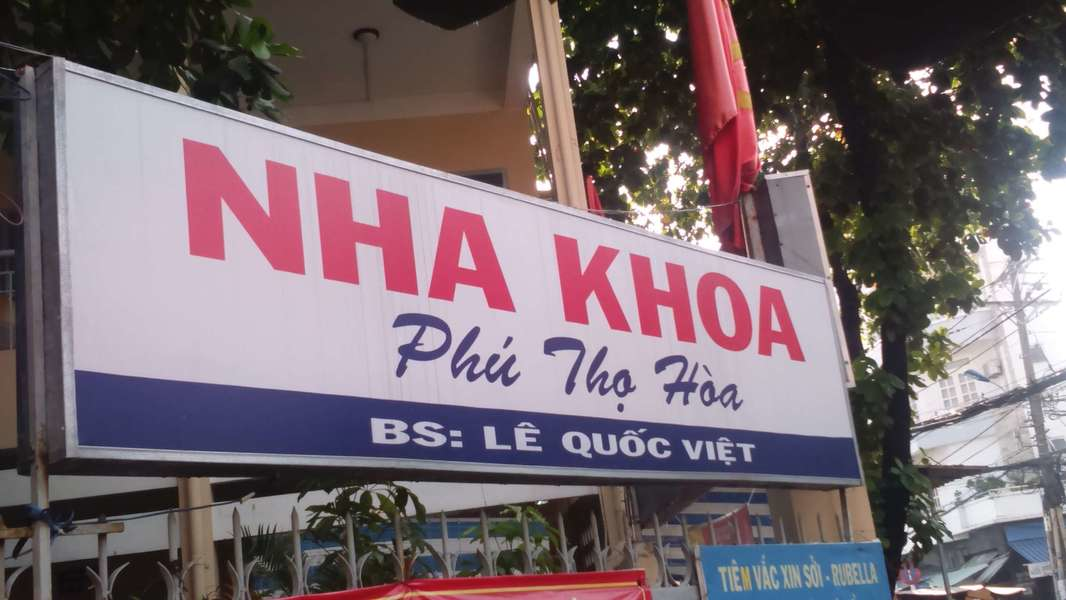 NHA KHOA
Phú Thọ Hòa
BS: LÊ QUỐC VIỆT
TIÊM VẮC XIN SỞI - RUBELLA